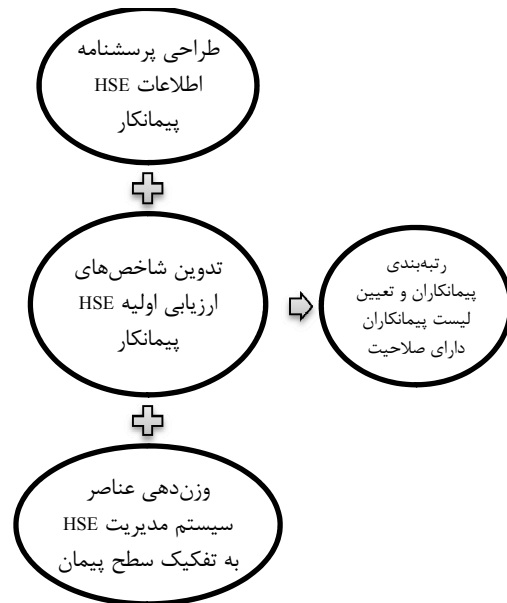 طراحی پرسشنامه
اطلاعات HSE
پیمانکار
تدوین شاخص‌های
ارزیابی اولیه HSE
پیمانکار
رتبه‌بندی
پیمانکاران و تعیین
لیست پیمانکاران
دارای صلاحیت
وزن‌دهی عناصر
سیستم مدیریت HSE
به تفکیک سطح پیمان